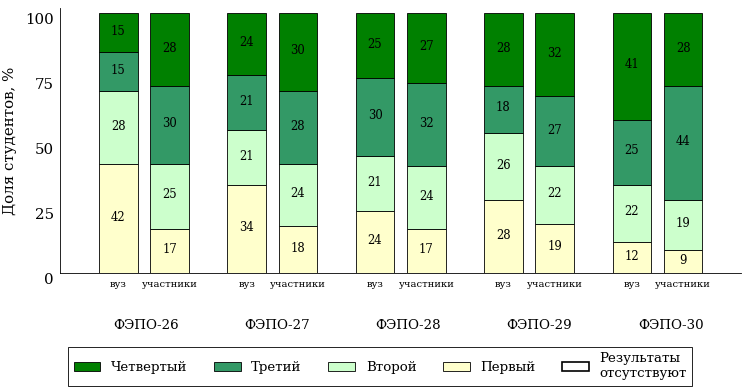 Доля студентов, %
100
75
50
25
0
15 28 24 30 25 27 28 32 41 28
15 30 21 28 30 32 18 27 25 44
28 25 21 24 21 24 26 22 22 19
42 17 34 18 24 17 28 19 12 9
вуз участники вуз участники вуз участники вуз участники вуз участники
ФЭПО-26 ФЭПО-27 ФЭПО-28 ФЭПО-29 ФЭПО-30
Четвертый Третий Второй Первый Результаты
отсутствуют